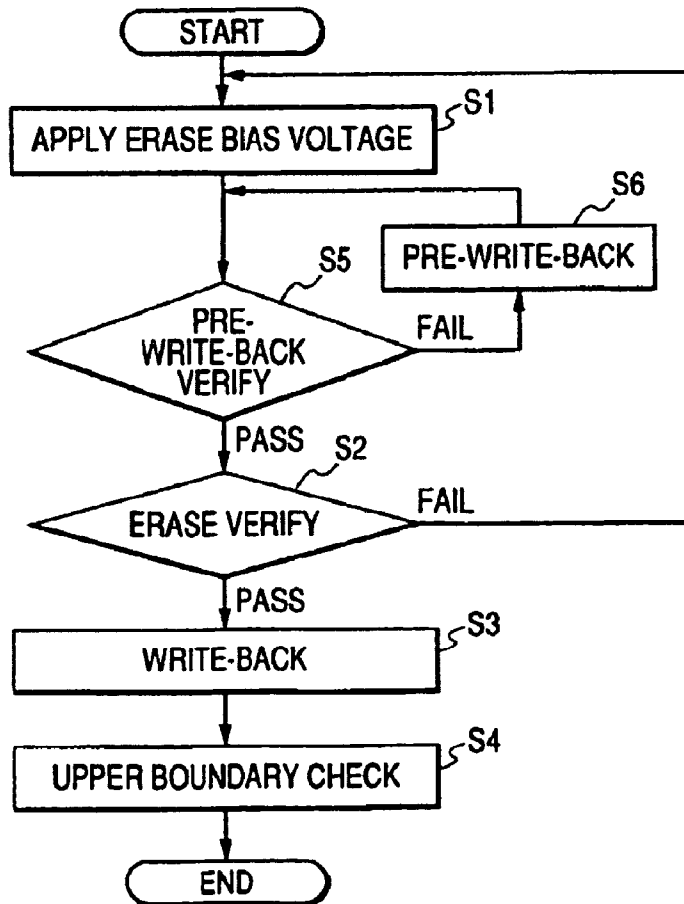 START
S1
APPLY ERASE BIAS VOLTAGE
S6
PRE-WRITE-BACK
S5
PRE-
WRITE-BACK
VERIFY
FAIL
PASS
S2
ERASE VERIFY
FAIL
PASS
S3
WRITE-BACK
S4
UPPER BOUNDARY CHECK
END